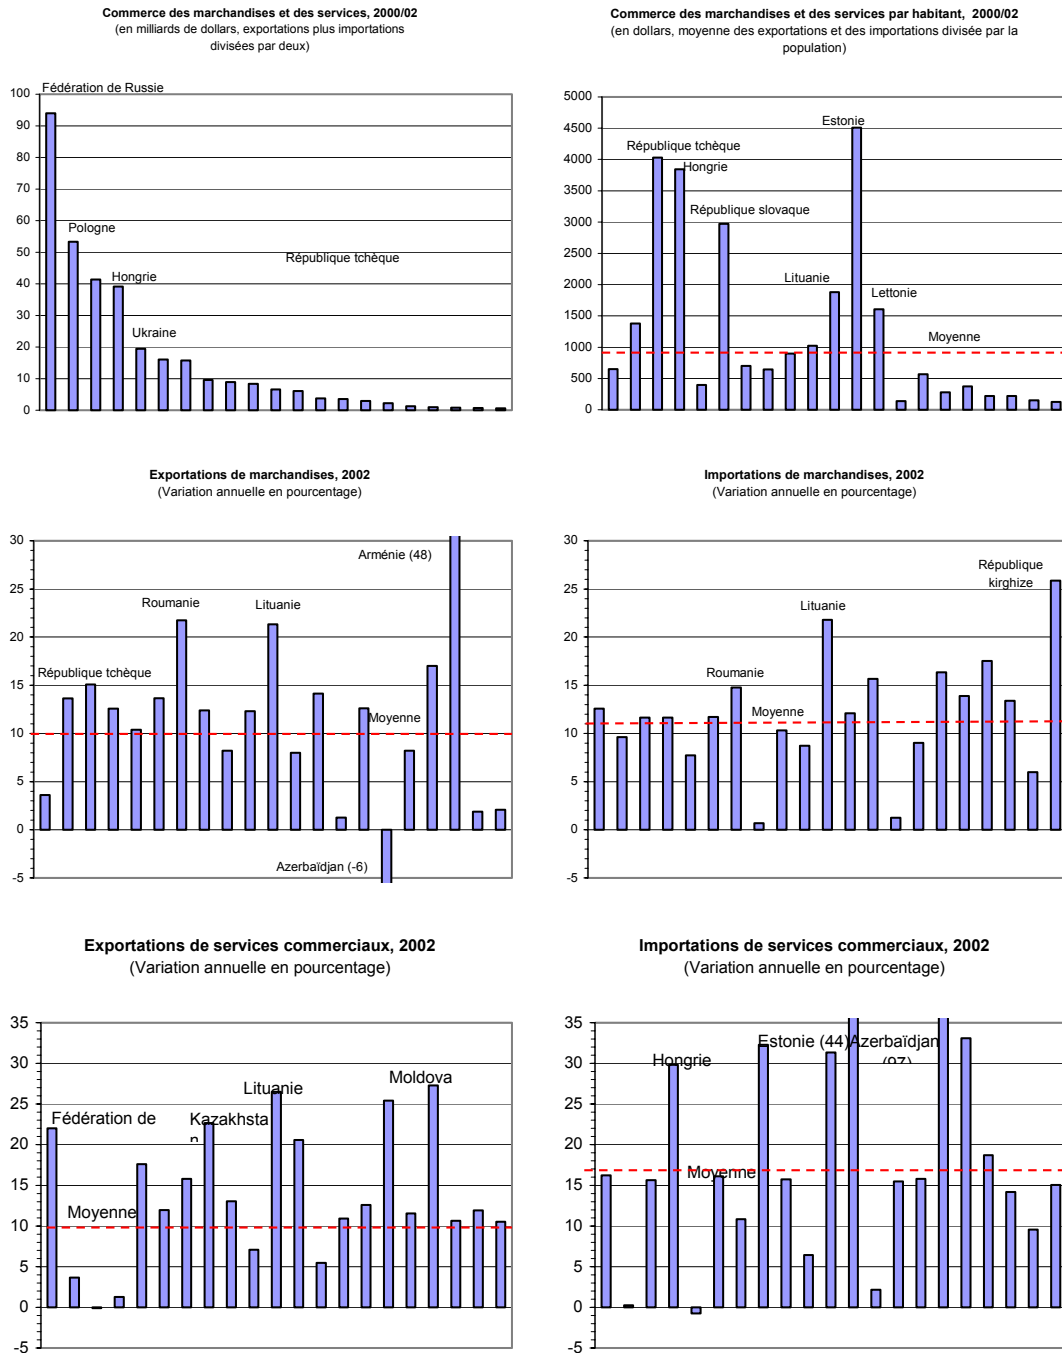 Commerce des marchandises et des services, 2000/02
(en milliards de dollars, exportations plus importations
divisées par deux)
Fédération de Russie
100
90
80
70
60
50
40
30
20
10
0
Pologne
République tchèque
Hongrie
Ukraine
Commerce des marchandises et des services par habitant, 2000/02
(en dollars, moyenne des exportations et des importations divisée par la
population)
5000
4500
4000
3500
3000
2500
2000
1500
1000
500
0
Estonie
République tchèque
Hongrie
République slovaque
Lituanie
Lettonie
Moyenne
Exportations de marchandises, 2002
(Variation annuelle en pourcentage)
30
25
20
15
10
5
0
-5
Arménie (48)
Roumanie
Lituanie
République tchèque
Moyenne
Azerbaïdjan (-6)
Importations de marchandises, 2002
(Variation annuelle en pourcentage)
30
25
20
15
10
5
0
-5
République
kirghize
Lituanie
Roumanie
Moyenne
Exportations de services commerciaux, 2002
(Variation annuelle en pourcentage)
35
30
25
20
15
10
5
0
-5
Moldova
Lituanie
Fédération de
Kazakhsta
n
Moyenne
Importations de services commerciaux, 2002
(Variation annuelle en pourcentage)
35
30
25
20
15
10
5
0
-5
Estonie (44)
Azerbaïdjan
(97)
Hongrie
Moyenne